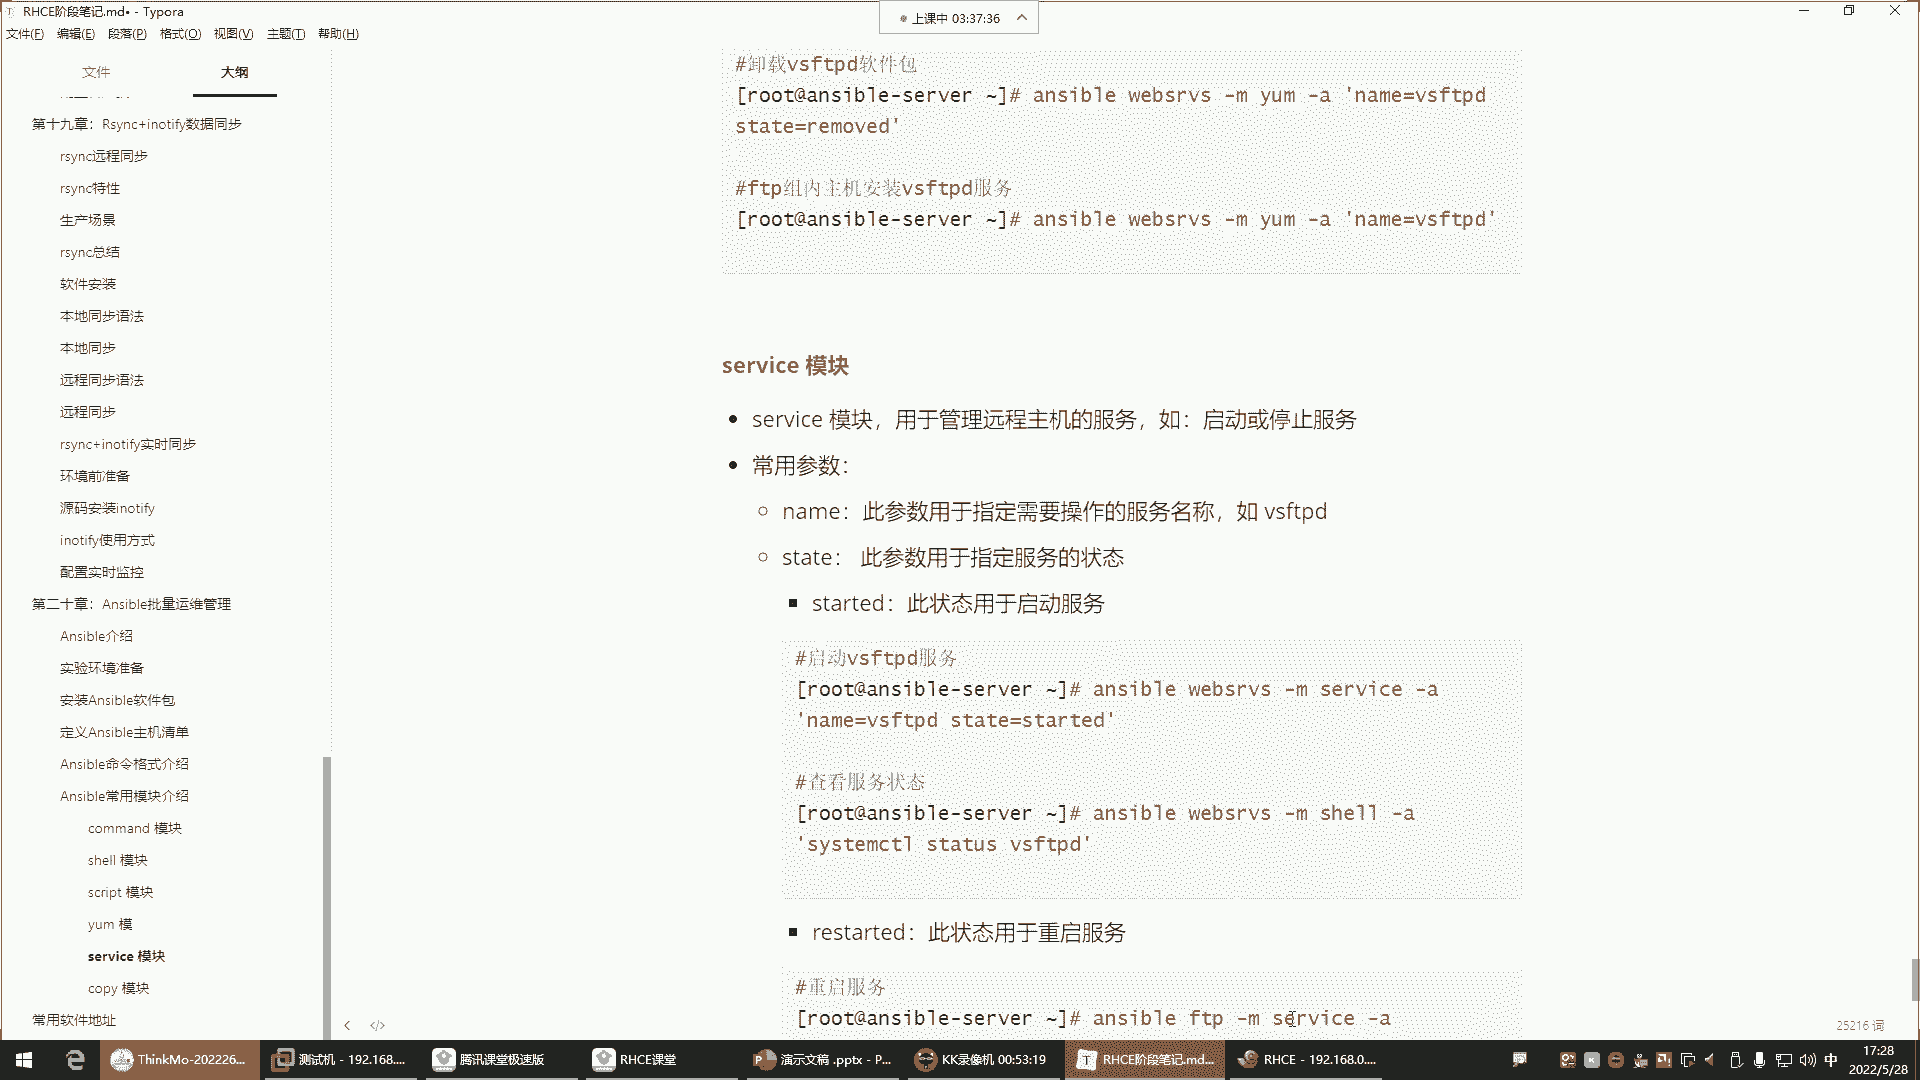 RHCE阶段笔记.md• - Typora
上课中 03:37:36
文件(F) 编辑(E) 段落(P) 格式(O) 视图(V) 主题(T) 帮助(H)
文件 大纲
第十九章：Rsync+inotify数据同步
rsync远程同步
rsync特性
生产场景
rsync总结
软件安装
本地同步语法
本地同步
远程同步语法
远程同步
rsync+inotify实时同步
环境前准备
源码安装inotify
inotify使用方式
配置实时监控
第二十章：Ansible批量运维管理
Ansible介绍
实验环境准备
安装Ansible软件包
定义Ansible主机清单
Ansible命令格式介绍
Ansible常用模块介绍
command 模块
shell 模块
script 模块
yum 模
service 模块
copy 模块
常用软件地址
#卸载vsftpd软件包
[root@ansible-server ~]# ansible websrvs -m yum -a 'name=vsftpd
state=removed'
#ftp组内主机安装vsftpd服务
[root@ansible-server ~]# ansible websrvs -m yum -a 'name=vsftpd'
service 模块
service 模块，用于管理远程主机的服务，如：启动或停止服务
常用参数：
name：此参数用于指定需要操作的服务名称，如 vsftpd
state： 此参数用于指定服务的状态
started：此状态用于启动服务
#启动vsftpd服务
[root@ansible-server ~]# ansible websrvs -m service -a
'name=vsftpd state=started'
#查看服务状态
[root@ansible-server ~]# ansible websrvs -m shell -a
'systemctl status vsftpd'
restarted：此状态用于重启服务
#重启服务
[root@ansible-server ~]# ansible ftp -m service -a
25216 词
ThinkMo-202226... 测试机 - 192.168.... 腾讯课堂极速版 RHCE课堂 演示文稿 .pptx - P... KK录像机 00:53:19 RHCE阶段笔记.md... RHCE - 192.168.0.... 中 17:28
2022/5/28